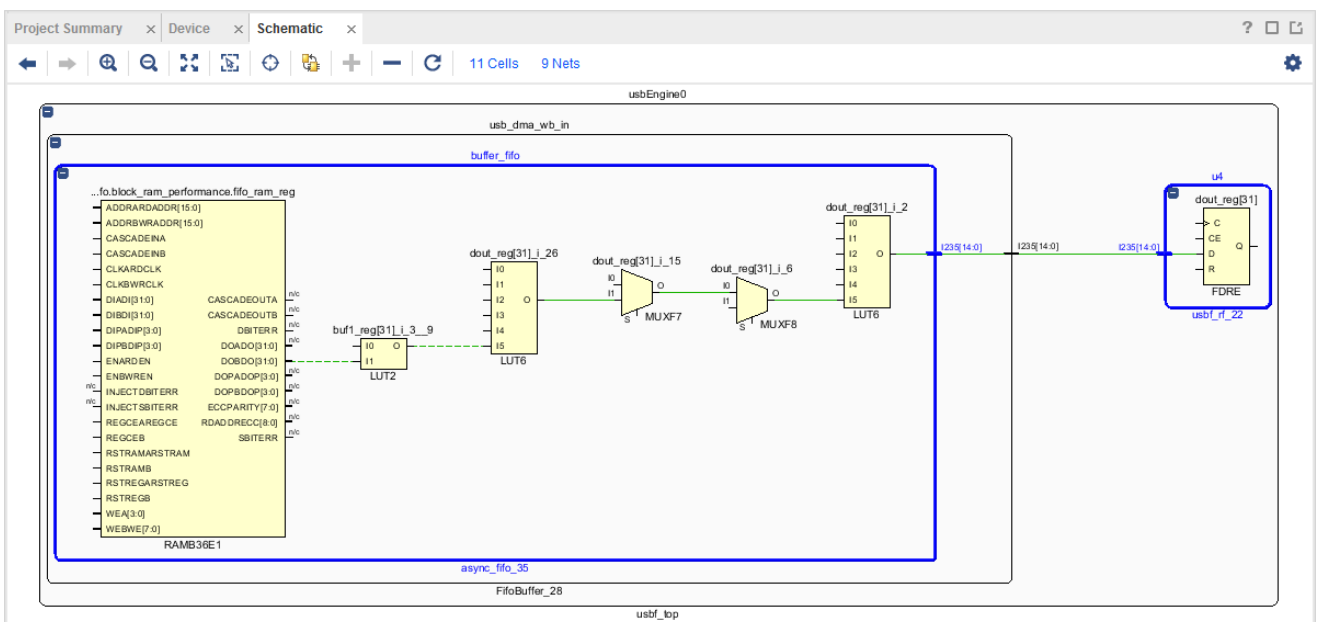 Project Summary × Device × Schematic × ?
11 Cells 9 Nets
usbEngine0
usb_dma_wb_in
buffer_fifo
...fo.block_ram_performance.fifo_ram_reg
ADDRARDADDR[15:0]
ADDRBWRADDR[15:0]
CASCADEINA
CASCADEINB
CLKARDCLK
CLKBWRCLK
DIADI[31:0] CASCADEOUTA n/c
DIBDI[31:0] CASCADEOUTB n/c
DIPADIP[3:0] DBITERR n/c
DIPBDIP[3:0] DOADO[31:0] n/c
ENARDEN DOBDO[31:0]
ENBWREN DOPADOP[3:0] n/c
n/c INJECTDBITERR DOPBDOP[3:0] n/c
n/c INJECTSBITERR ECCPARITY[7:0] n/c
REGCEAREGCE RDADDRECC[8:0] n/c
REGCEB SBITERR n/c
RSTRAMARSTRAM
RSTRAMB
RSTREGARSTREG
RSTREGB
WEA[3:0]
WEBWE[7:0]
RAMB36E1
buf1_reg[31]_i_3__9
I0 O
I1
LUT2
dout_reg[31]_i_26
I0
I1
I2 O
I3
I4
I5
LUT6
dout_reg[31]_i_15
I0
I1 O
S MUXF7
dout_reg[31]_i_6
I0
I1 O
S MUXF8
dout_reg[31]_i_2
I0
I1
I2 O
I3
I4
I5
LUT6
I235[14:0] I235[14:0] I235[14:0]
u4
dout_reg[31]
C
CE Q
D
R
FDRE
usbf_rf_22
async_fifo_35
FifoBuffer_28
usbf_top